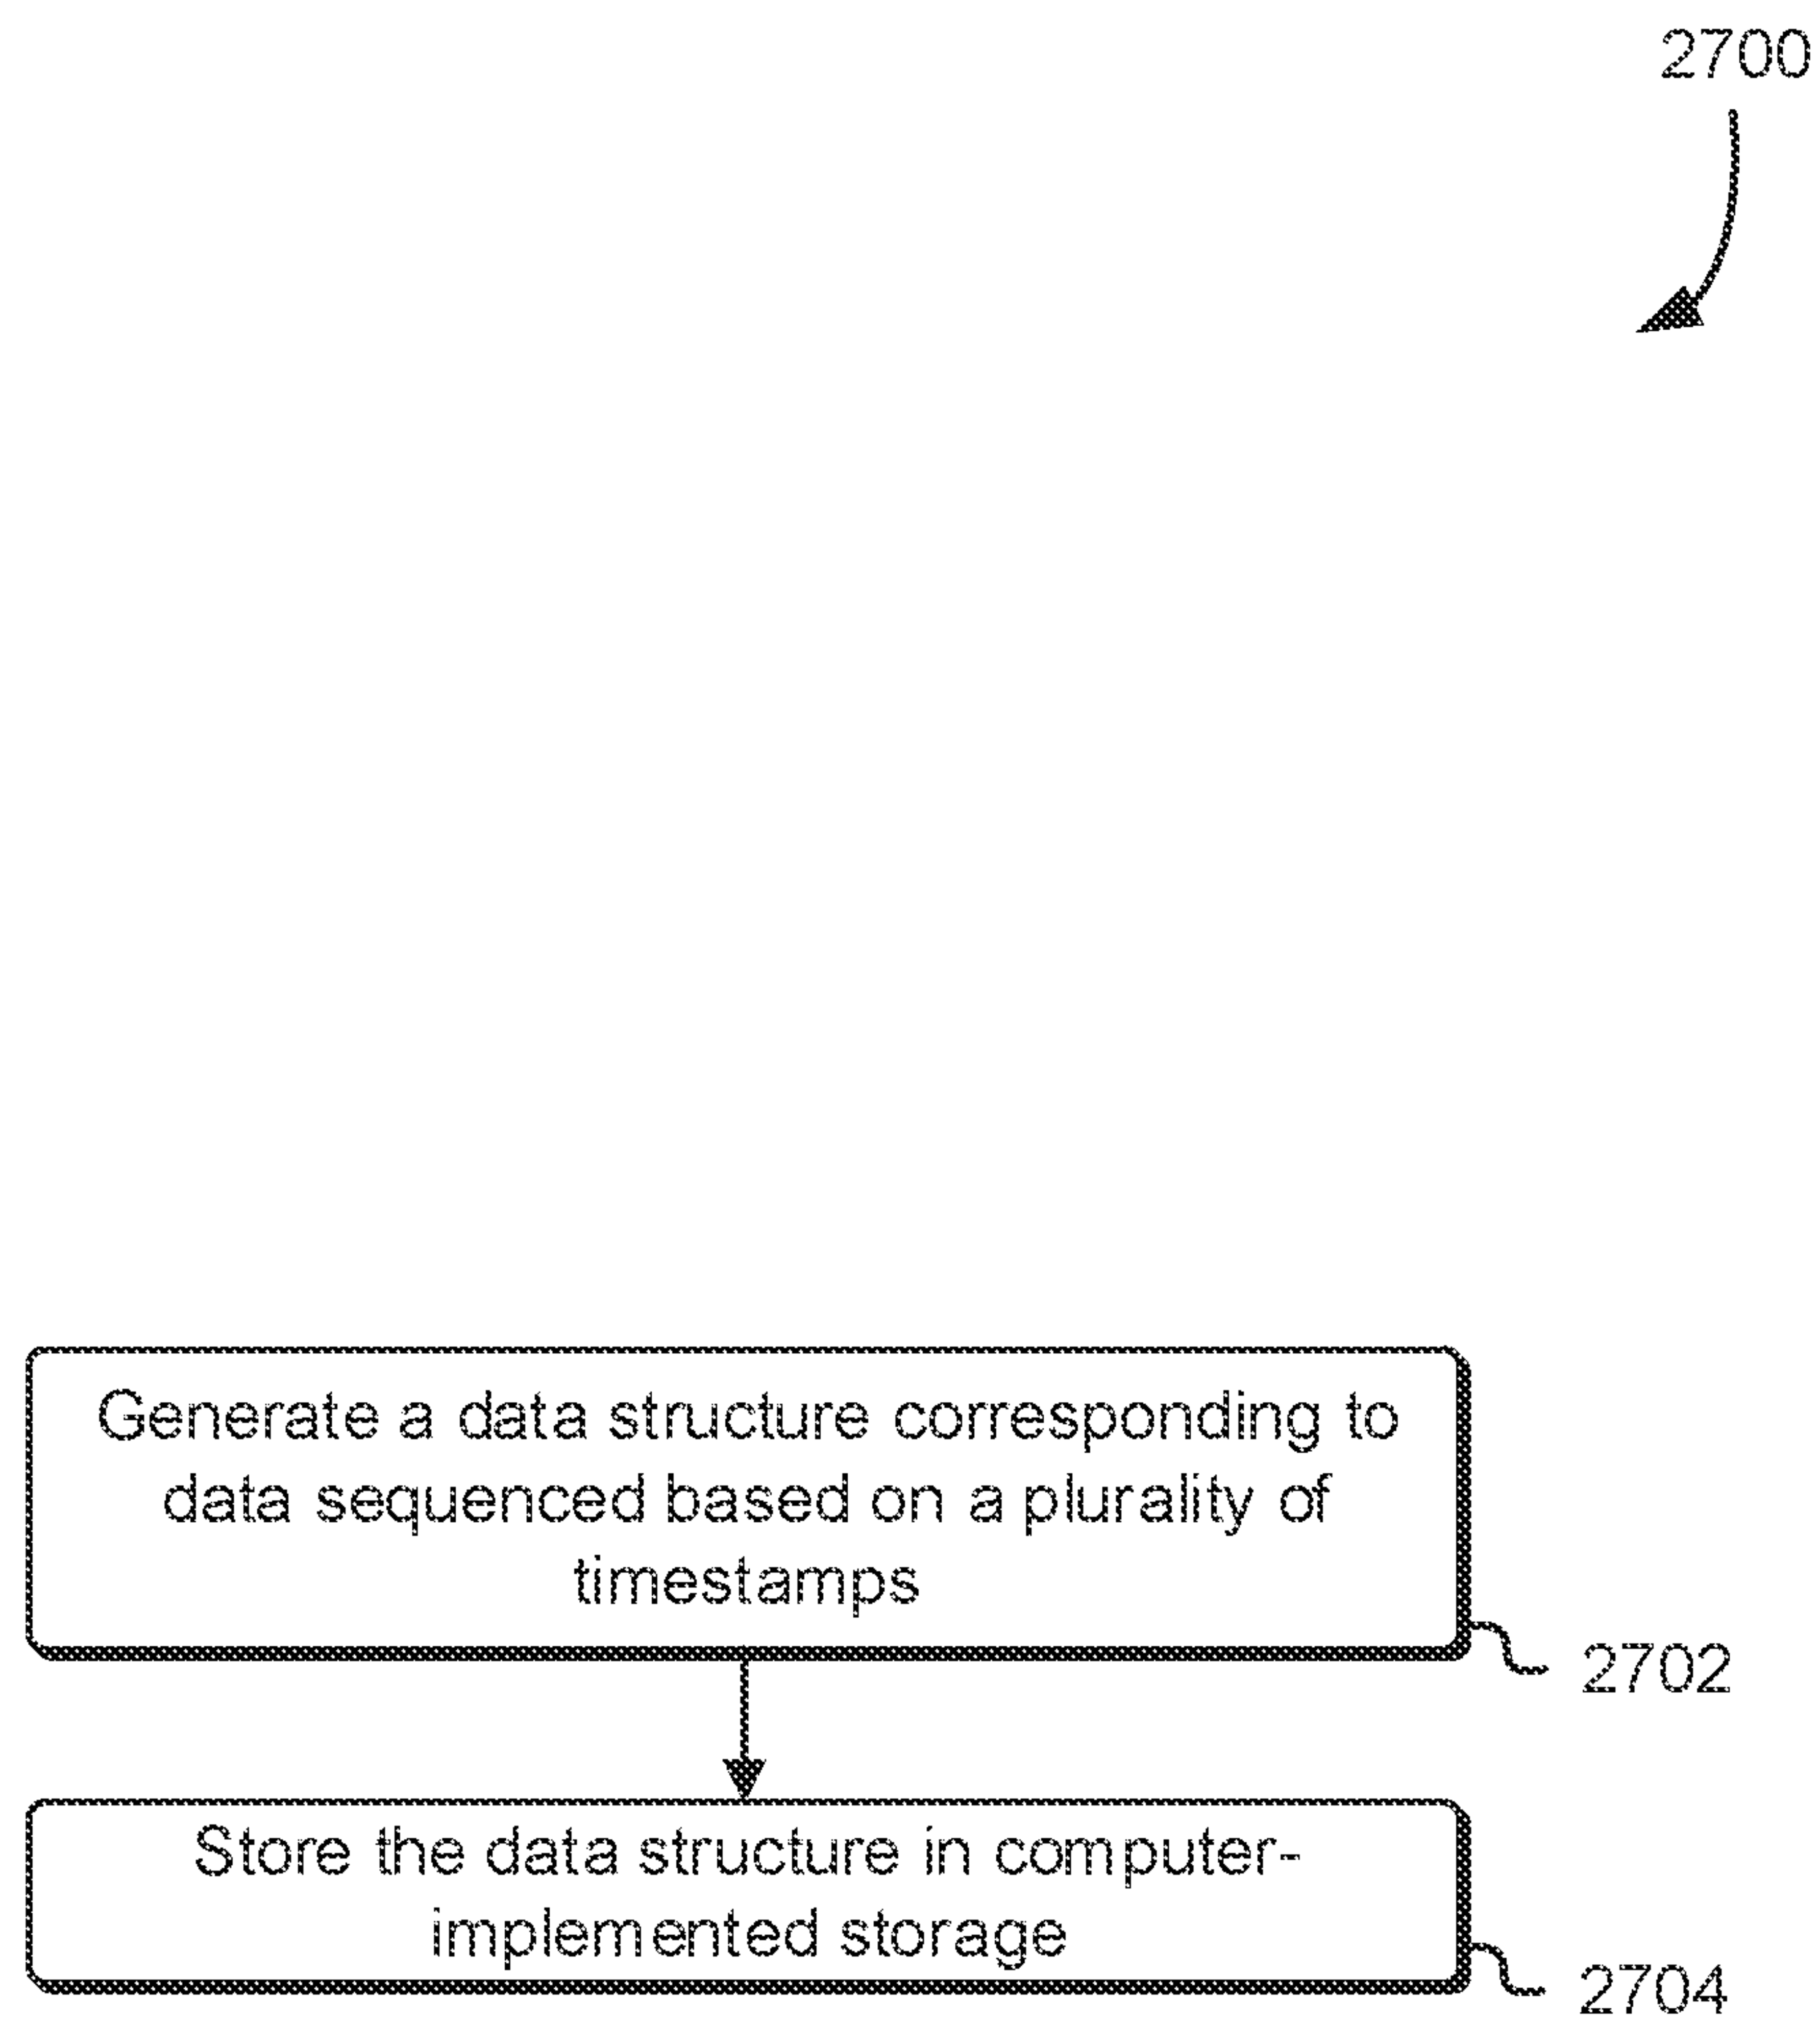 2700
Generate a data structure corresponding to
data sequenced based on a plurality of
timestamps
2702
Store the data structure in computer-
implemented storage
2704